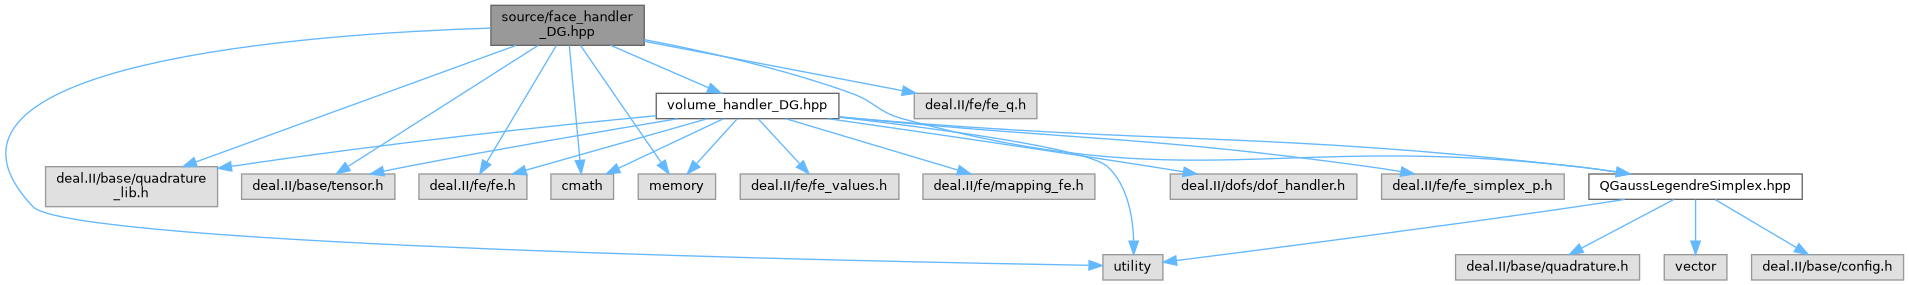 source/face_handler
_DG.hpp
volume_handler_DG.hpp
deal.II/fe/fe_q.h
deal.II/base/quadrature
_lib.h
deal.II/base/tensor.h
deal.II/fe/fe.h
cmath
memory
deal.II/fe/fe_values.h
deal.II/fe/mapping_fe.h
deal.II/dofs/dof_handler.h
deal.II/fe/fe_simplex_p.h
QGaussLegendreSimplex.hpp
utility
deal.II/base/quadrature.h
vector
deal.II/base/config.h